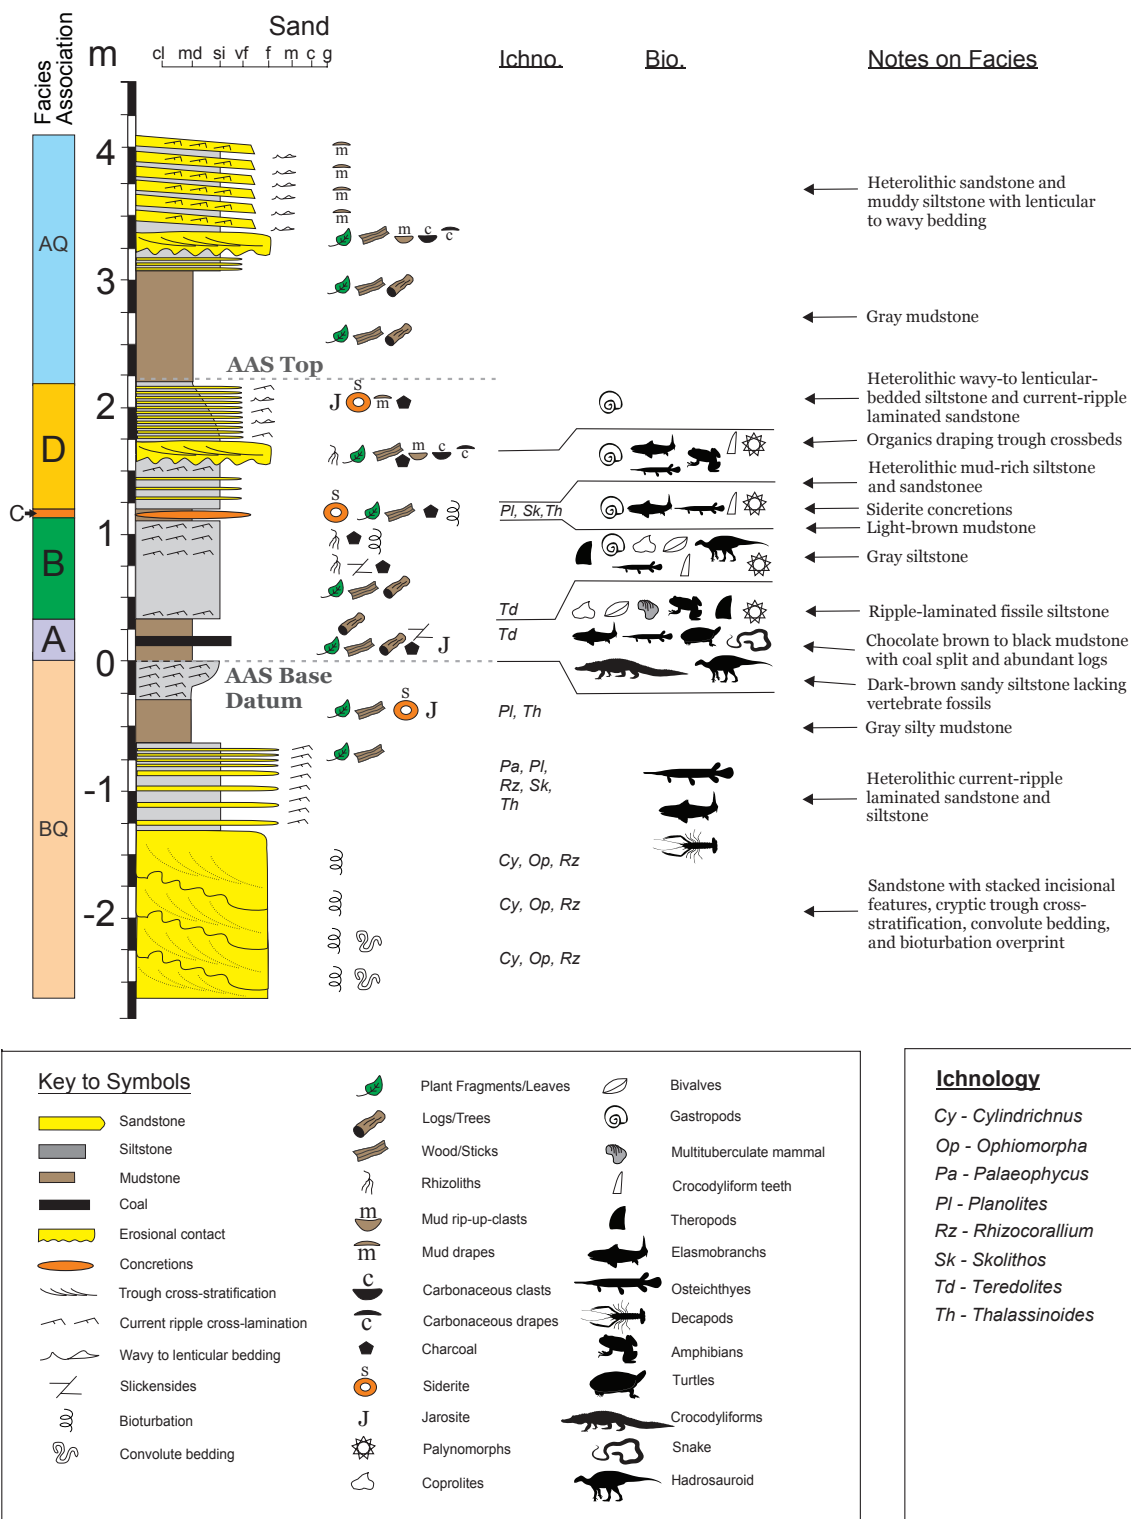 Facies
Association
m
Sand
cl md si vf f m c g
Ichno.
Bio.
Notes on Facies
4
3
2
1
0
-1
-2
AQ
D
C
B
A
BQ
m
m
m
m
m c c
Heterolithic sandstone and
muddy siltstone with lenticular
to wavy bedding
Gray mudstone
AAS Top
J s m
Heterolithic wavy-to lenticular-
bedded siltstone and current-ripple
laminated sandstone
m c c
Organics draping trough crossbeds
Heterolithic mud-rich siltstone
and sandstonee
s
Pl, Sk,Th
Siderite concretions
Light-brown mudstone
Gray siltstone
Td
Ripple-laminated fissile siltstone
Td
J
Chocolate brown to black mudstone
with coal split and abundant logs
AAS Base
Datum
Dark-brown sandy siltstone lacking
vertebrate fossils
s J
Pl, Th
Gray silty mudstone
Pa, Pl,
Rz, Sk,
Th
Heterolithic current-ripple
laminated sandstone and
siltstone
Cy, Op, Rz
Cy, Op, Rz
Cy, Op, Rz
Sandstone with stacked incisional
features, cryptic trough cross-
stratification, convolute bedding,
and bioturbation overprint
Key to Symbols
Sandstone
Siltstone
Mudstone
Coal
Erosional contact
Concretions
Trough cross-stratification
Current ripple cross-lamination
Wavy to lenticular bedding
Slickensides
Bioturbation
Convolute bedding
Plant Fragments/Leaves
Logs/Trees
Wood/Sticks
Rhizoliths
m
Mud rip-up-clasts
m
Mud drapes
c
Carbonaceous clasts
c
Carbonaceous drapes
Charcoal
s
Siderite
J
Jarosite
Palynomorphs
Coprolites
Bivalves
Gastropods
Multituberculate mammal
Crocodyliform teeth
Theropods
Elasmobranchs
Osteichthyes
Decapods
Amphibians
Turtles
Crocodyliforms
Snake
Hadrosauroid
Ichnology
Cy - Cylindrichnus
Op - Ophiomorpha
Pa - Palaeophycus
Pl - Planolites
Rz - Rhizocorallium
Sk - Skolithos
Td - Teredolites
Th - Thalassinoides